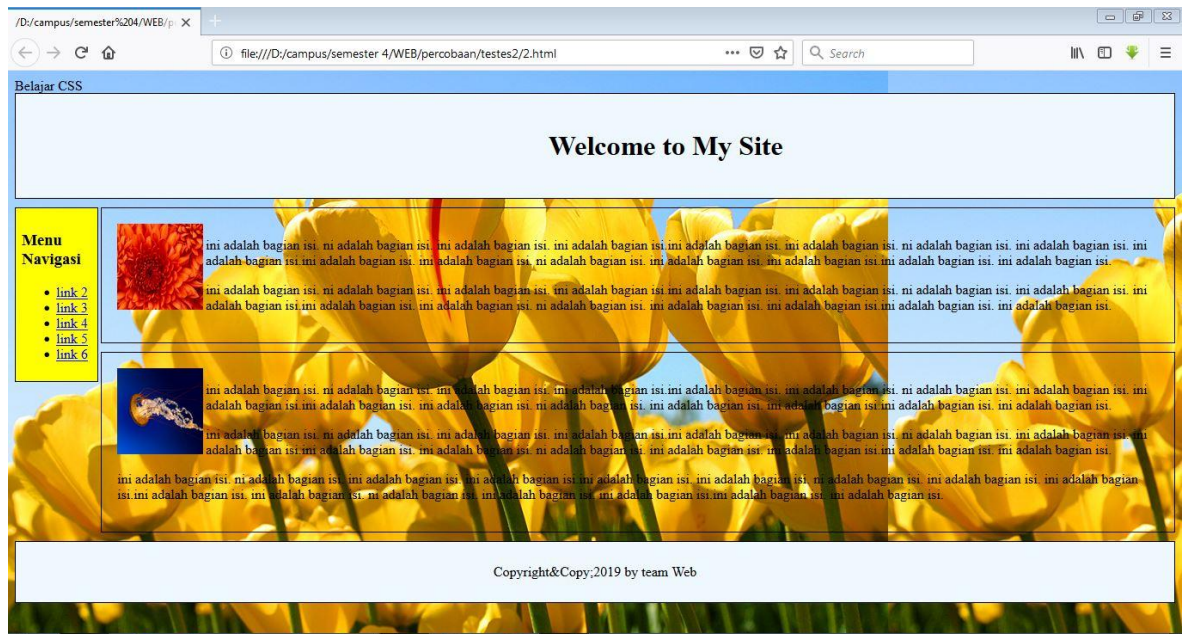 /D:/campus/semester%204/WEB/p
file:///D:/campus/semester 4/WEB/percobaan/testes2/2.html
Search
Belajar CSS
Welcome to My Site
Menu
Navigasi
link 2
link 3
link 4
link 5
link 6
ini adalah bagian isi. ni adalah bagian isi. ini adalah bagian isi. ini adalah bagian isi.ini adalah bagian isi. ini adalah bagian isi. ni adalah bagian isi. ini adalah bagian isi. ini
adalah bagian isi.ini adalah bagian isi. ini adalah bagian isi. ni adalah bagian isi. ini adalah bagian isi. ini adalah bagian isi.ini adalah bagian isi. ini adalah bagian isi.
ini adalah bagian isi. ni adalah bagian isi. ini adalah bagian isi. ini adalah bagian isi.ini adalah bagian isi. ini adalah bagian isi. ni adalah bagian isi. ini adalah bagian isi. ini
adalah bagian isi.ini adalah bagian isi. ini adalah bagian isi. ni adalah bagian isi. ini adalah bagian isi. ini adalah bagian isi.ini adalah bagian isi. ini adalah bagian isi.
ini adalah bagian isi. ni adalah bagian isi. ini adalah bagian isi. ini adalah bagian isi.ini adalah bagian isi. ini adalah bagian isi. ni adalah bagian isi. ini adalah bagian isi. ini
adalah bagian isi.ini adalah bagian isi. ini adalah bagian isi. ni adalah bagian isi. ini adalah bagian isi. ini adalah bagian isi.ini adalah bagian isi. ini adalah bagian isi.
ini adalah bagian isi. ni adalah bagian isi. ini adalah bagian isi. ini adalah bagian isi.ini adalah bagian isi. ini adalah bagian isi. ni adalah bagian isi. ini adalah bagian isi. ini
adalah bagian isi.ini adalah bagian isi. ini adalah bagian isi. ni adalah bagian isi. ini adalah bagian isi. ini adalah bagian isi.ini adalah bagian isi. ini adalah bagian isi.
ini adalah bagian isi. ni adalah bagian isi. ini adalah bagian isi. ini adalah bagian isi.ini adalah bagian isi. ini adalah bagian isi. ni adalah bagian isi. ini adalah bagian isi. ini adalah bagian
isi.ini adalah bagian isi. ini adalah bagian isi. ni adalah bagian isi. ini adalah bagian isi. ini adalah bagian isi.ini adalah bagian isi. ini adalah bagian isi.
Copyright&Copy;2019 by team Web